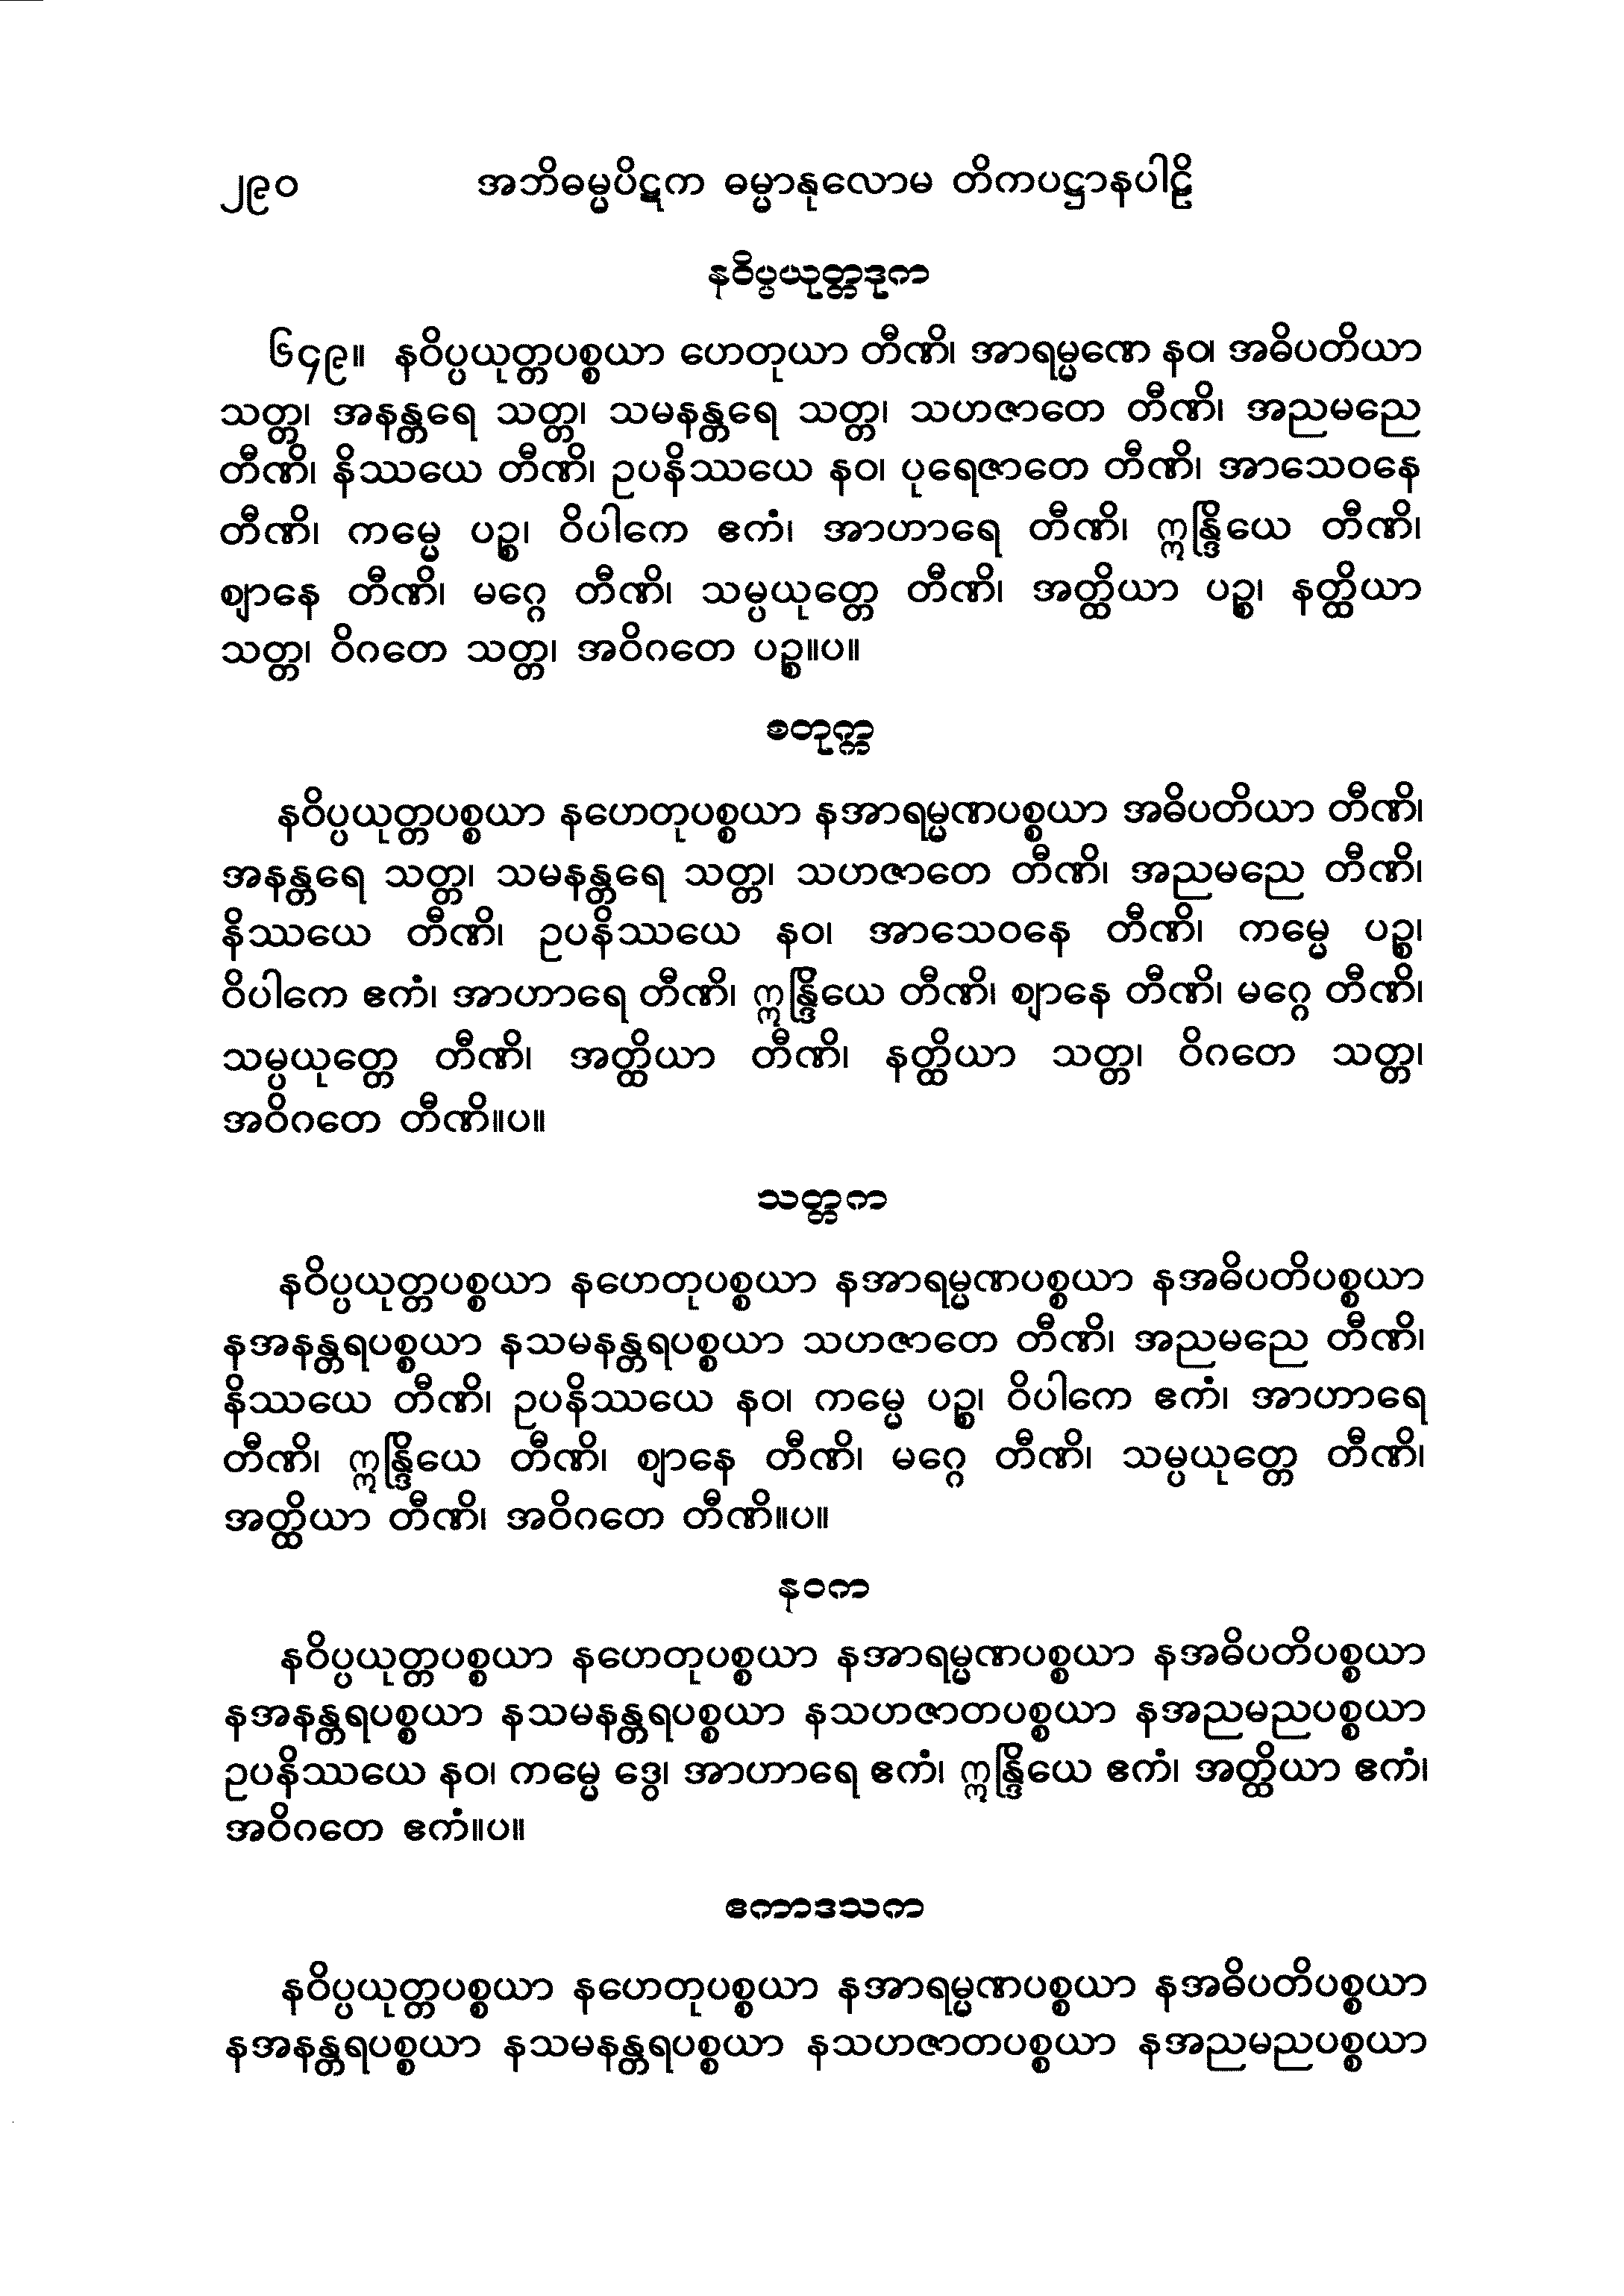 ၂၉၀ အဘိဓမ္မပိဋက ဓမ္မာနုလောမ တိကပဋ္ဌာနပါဠိ
နဝိပ္ပယုတ္တဒုက
၆၄၉။ နဝိပ္ပယုတ္တပစ္စယာ ဟေတုယာ တီဏိ၊ အာရမ္မဏေ နဝ၊ အဓိပတိယာ
သတ္တ၊ အနန္တရေ သတ္တ၊ သမနန္တရေ သတ္တ၊ သဟဇာတေ တီဏိ၊ အညမညေ
တီဏိ၊ နိဿယေ တီဏိ၊ ဥပနိဿယေ နဝ၊ ပုရေဇာတေ တီဏိ၊ အာသေဝနေ
တီဏိ၊ ကမ္မေ ပဉ္စ၊ ဝိပါကေ ဧကံ၊ အာဟာရေ တီဏိ၊ ဣန္ဒြိယေ တီဏိ၊
ဈာနေ တီဏိ၊ မဂ္ဂေ တီဏိ၊ သမ္ပယုတ္တေ တီဏိ၊ အတ္ထိယာ ပဉ္စ၊ နတ္ထိယာ
သတ္တ၊ ဝိဂတေ သတ္တ၊ အဝိဂတေ ပဉ္စ။ပ။
စတုက္က
နဝိပ္ပယုတ္တပစ္စယာ နဟေတုပစ္စယာ နအာရမ္မဏပစ္စယာ အဓိပတိယာ တီဏိ၊
အနန္တရေ သတ္တ၊ သမနန္တရေ သတ္တ၊ သဟဇာတေ တီဏိ၊ အညမညေ တီဏိ၊
နိဿယေ တီဏိ၊ ဥပနိဿယေ နဝ၊ အာသေဝနေ တီဏိ၊ ကမ္မေ ပဉ္စ၊
ဝိပါကေ ဧကံ၊ အာဟာရေ တီဏိ၊ ဣန္ဒြိယေ တီဏိ၊ ဈာနေ တီဏိ၊ မဂ္ဂေ တီဏိ၊
သမ္ပယုတ္တေ တီဏိ၊ အတ္ထိယာ တီဏိ၊ နတ္ထိယာ သတ္တ၊ ဝိဂတေ သတ္တ၊
အဝိဂတေ တီဏိ။ပ။
သတ္တက
နဝိပ္ပယုတ္တပစ္စယာ နဟေတုပစ္စယာ နအာရမ္မဏပစ္စယာ နအဓိပတိပစ္စယာ
နအနန္တရပစ္စယာ နသမနန္တရပစ္စယာ သဟဇာတေ တီဏိ၊ အညမညေ တီဏိ၊
နိဿယေ တီဏိ၊ ဥပနိဿယေ နဝ၊ ကမ္မေ ပဉ္စ၊ ဝိပါကေ ဧကံ၊ အာဟာရေ
တီဏိ၊ ဣန္ဒြိယေ တီဏိ၊ ဈာနေ တီဏိ၊ မဂ္ဂေ တီဏိ၊ သမ္ပယုတ္တေ တီဏိ၊
အတ္ထိယာ တီဏိ၊ အဝိဂတေ တီဏိ။ပ။
နဝက
နဝိပ္ပယုတ္တပစ္စယာ နဟေတုပစ္စယာ နအာရမ္မဏပစ္စယာ နအဓိပတိပစ္စယာ
နအနန္တရပစ္စယာ နသမနန္တရပစ္စယာ နသဟဇာတပစ္စယာ နအညမညပစ္စယာ
ဥပနိဿယေ နဝ၊ ကမ္မေ ဒွေ၊ အာဟာရေ ဧကံ၊ ဣန္ဒြိယေ ဧကံ၊ အတ္ထိယာ ဧကံ၊
အဝိဂတေ ဧကံ။ပ။
ဧကာဒသက
နဝိပ္ပယုတ္တပစ္စယာ နဟေတုပစ္စယာ နအာရမ္မဏပစ္စယာ နအဓိပတိပစ္စယာ
နအနန္တရပစ္စယာ နသမနန္တရပစ္စယာ နသဟဇာတပစ္စယာ နအညမညပစ္စယာ